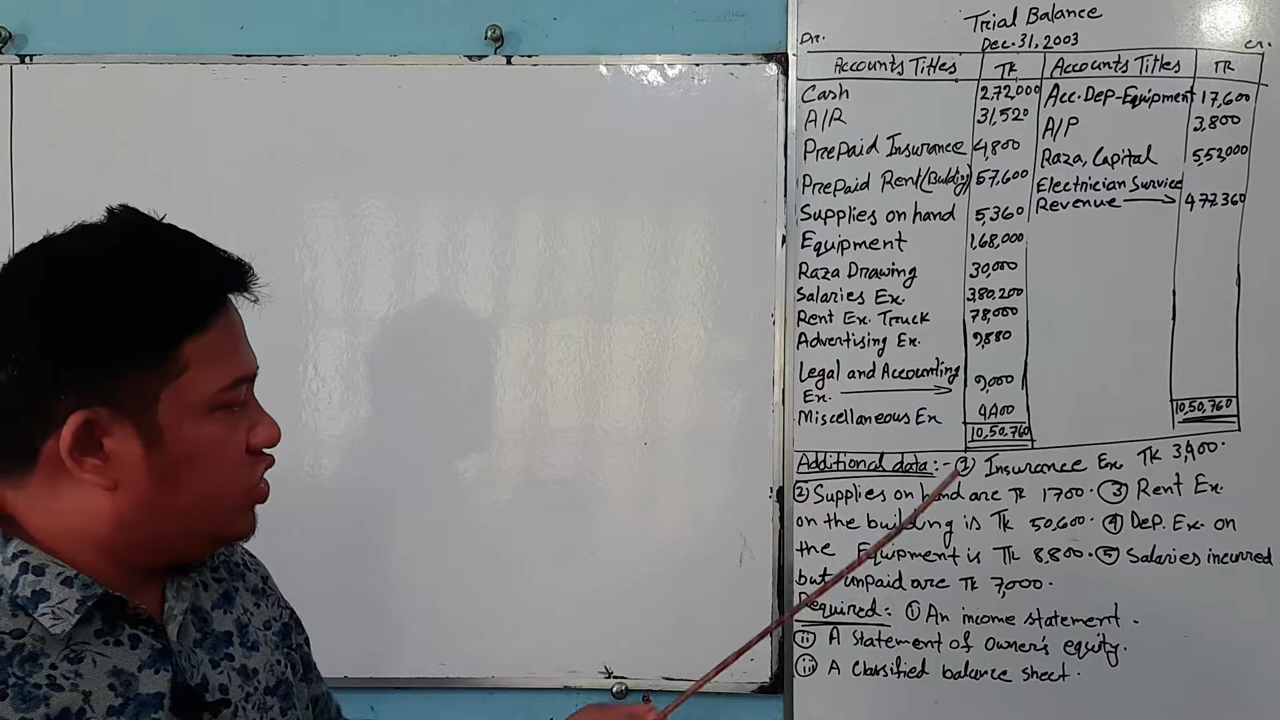 Trial Balance
Dr. Dec. 31, 2003 Cr.
Accounts Titles TK Accounts Titles TK
Cash 2,72,000 Acc. Dep-Equipment 17,600
A/R 31,520 A/P 3,800
Prepaid Insurance 4,800 Raza, Capital 5,52,000
Prepaid Rent (Building) 57,600 Electrician Survice
Supplies on hand 5,360 Revenue → 477,360
Equipment 1,68,000
Raza Drawing 30,000
Salaries Ex. 3,80,200
Rent Ex. Truck 78,000
Advertising Ex. 9,880
Legal and Accounting
Ex. → 9,000
Miscellaneous Ex 4,400
10,50,760 10,50,760
Additional data:- ① Insurance Ex. TK 3,400.
② Supplies on hand are TK 1700. ③ Rent Ex.
on the building is TK 50,600. ④ Dep. Ex. on
the Equipment is TK 8,800. ⑤ Salaries incurred
but unpaid are TK 7,000.
Required: ① An income statement.
ⅱ A statement of owner's equity.
ⅲ A classified balance sheet.